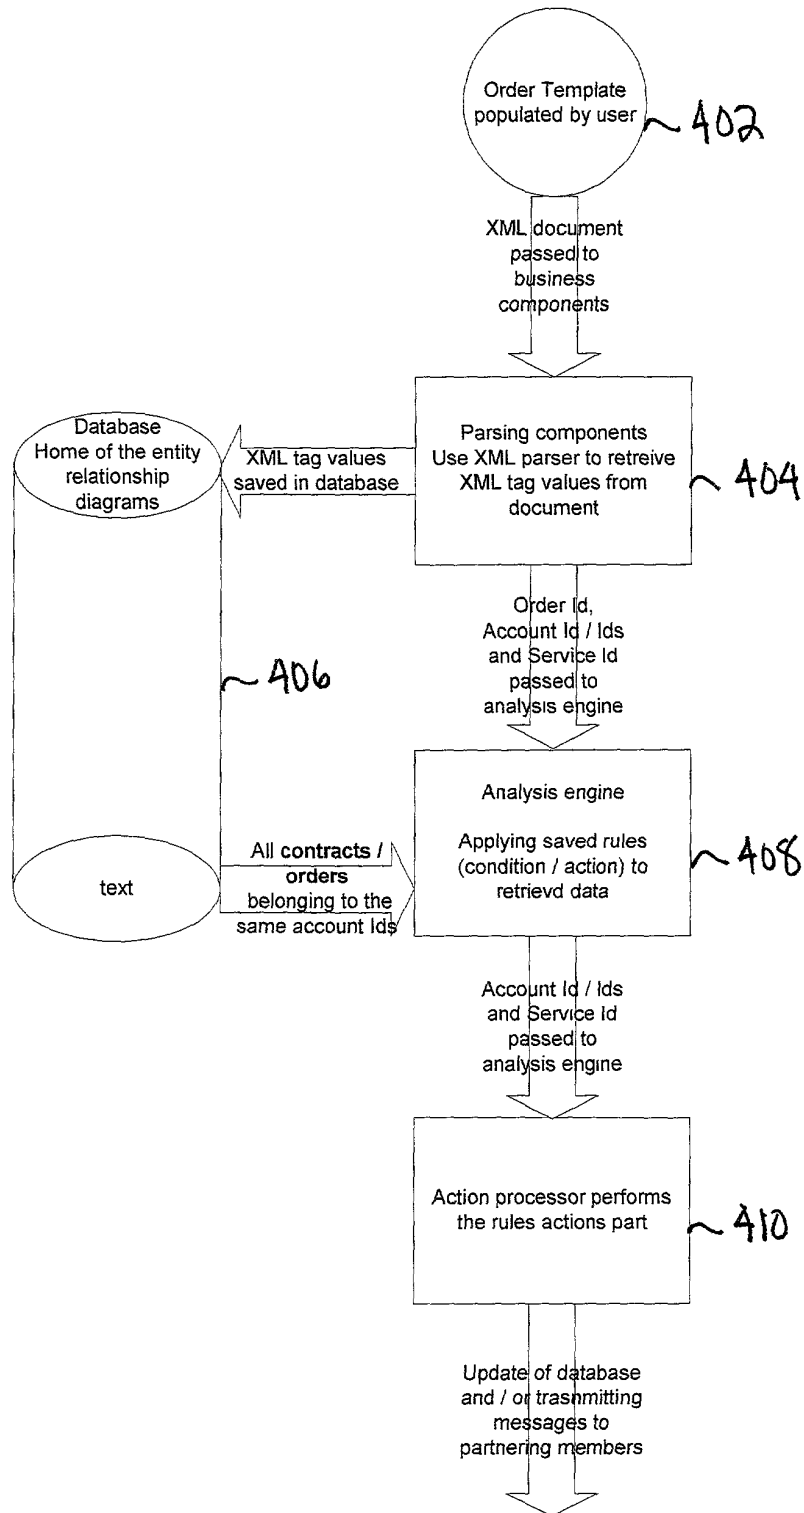 Order Template
populated by user
402
XML document
passed to
business
components
Database
Home of the entity
relationship
diagrams
XML tag values
saved in database
Parsing components
Use XML parser to retreive
XML tag values from
document
404
Order Id,
Account Id / Ids
and Service Id
passed to
analysis engine
406
Analysis engine
Applying saved rules
(condition / action) to
retrievd data
408
text
All contracts /
orders
belonging to the
same account Ids
Account Id / Ids
and Service Id
passed to
analysis engine
Action processor performs
the rules actions part
410
Update of database
and / or trasnmitting
messages to
partnering members